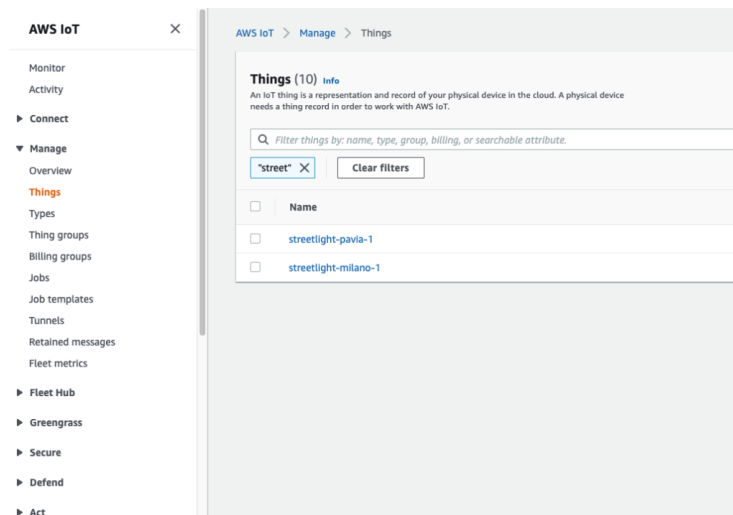 AWS IoT
Monitor
Activity
Connect
Manage
Overview
Things
Types
Thing groups
Billing groups
Jobs
Job templates
Tunnels
Retained messages
Fleet metrics
Fleet Hub
Greengrass
Secure
Defend
Act
AWS IoT > Manage > Things
Things (10) Info
An IoT thing is a representation and record of your physical device in the cloud. A physical device
needs a thing record in order to work with AWS IoT.
Filter things by: name, type, group, billing, or searchable attribute.
"street" Clear filters
Name
streetlight-pavia-1
streetlight-milano-1